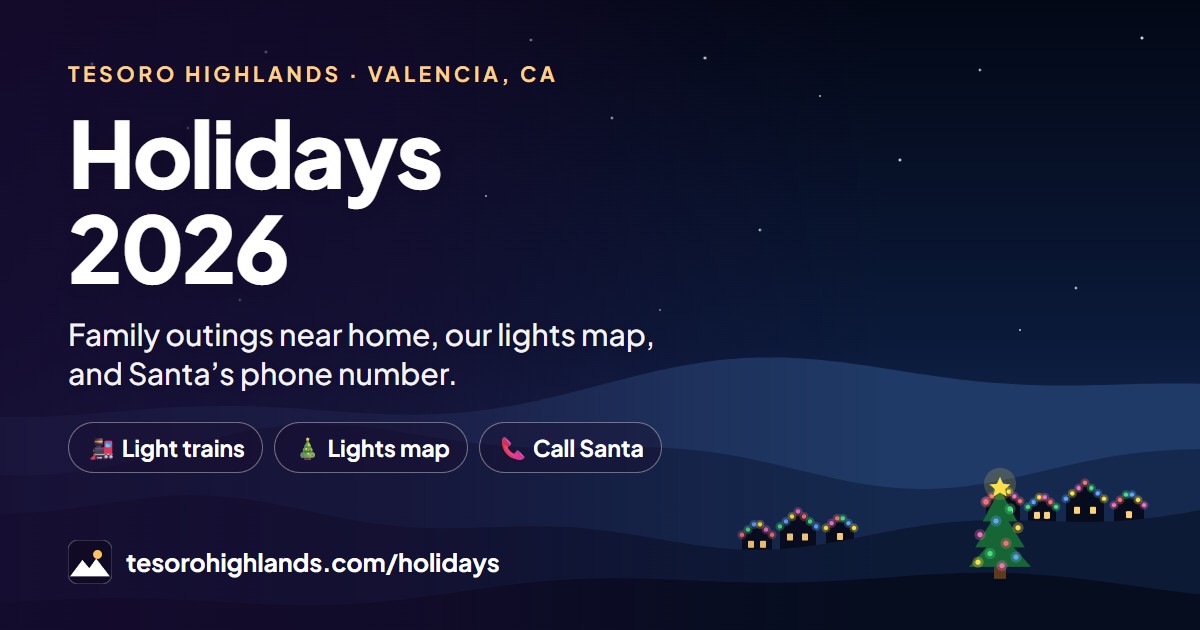 TESORO HIGHLANDS · VALENCIA, CA
Holidays
2026
Family outings near home, our lights map,
and Santa’s phone number.
Light trains
Lights map
Call Santa
tesorohighlands.com/holidays